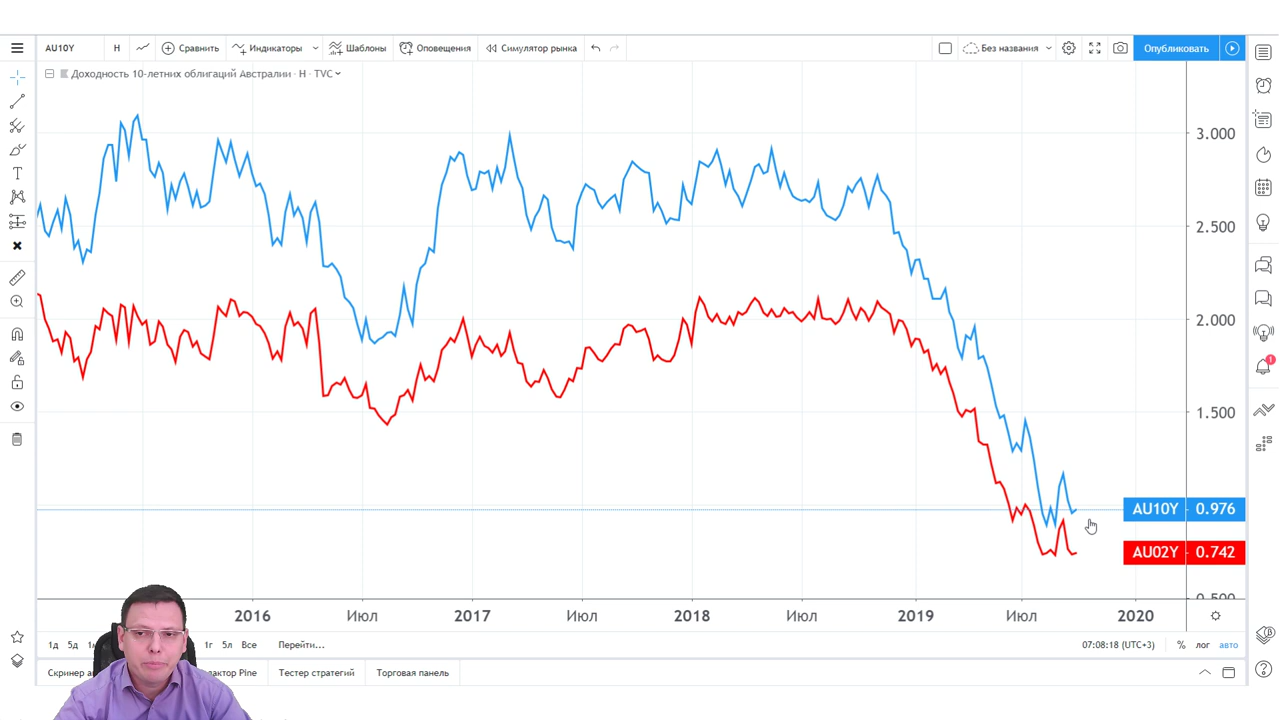 AU10Y Н Сравнить Индикаторы Шаблоны Оповещения Симулятор рынка Без названия Опубликовать
Доходность 10-летних облигаций Австралии · Н · TVC
3.000
2.500
2.000
1.500
AU10Y 0.976
AU02Y 0.742
1
2016 Июл 2017 Июл 2018 Июл 2019 Июл 2020
1д 5д 1г 5л Все Перейти... 07:08:18 (UTC+3) % лог авто
Скринер Pine Тестер стратегий Торговая панель